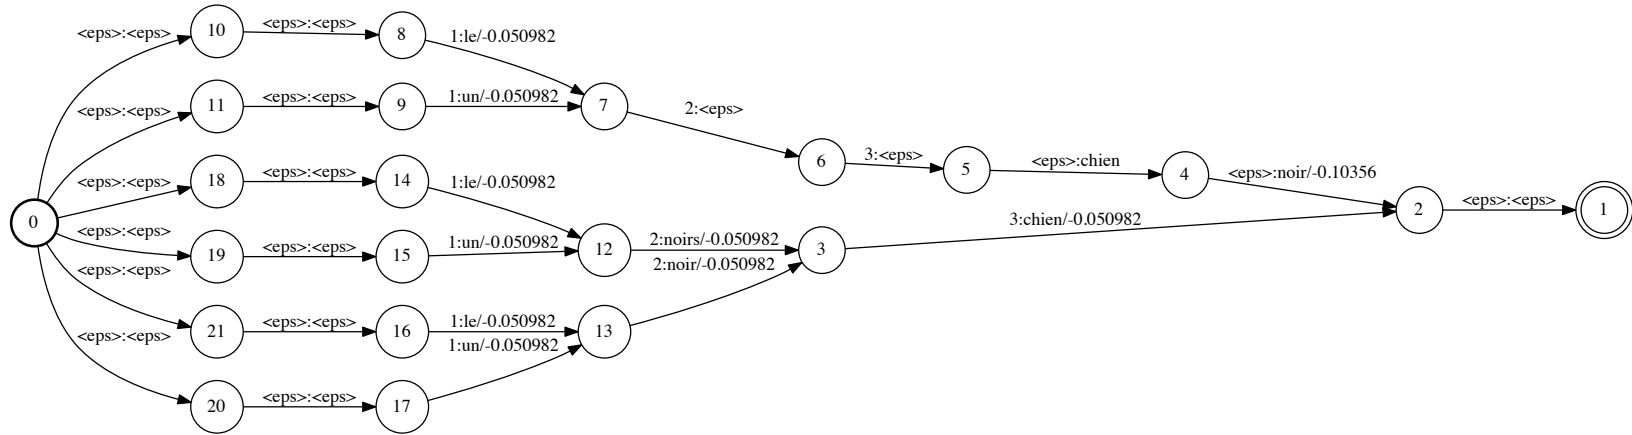 <eps>:<eps>
10
<eps>:<eps>
8
1:le/-0.050982
<eps>:<eps>
11
<eps>:<eps>
9
1:un/-0.050982
7
2:<eps>
6
3:<eps>
5
<eps>:chien
4
<eps>:noir/-0.10356
2
<eps>:<eps>
1
<eps>:<eps>
18
<eps>:<eps>
14
1:le/-0.050982
0
<eps>:<eps>
19
<eps>:<eps>
15
1:un/-0.050982
12
2:noirs/-0.050982
3
3:chien/-0.050982
<eps>:<eps>
21
<eps>:<eps>
16
1:le/-0.050982
13
2:noir/-0.050982
<eps>:<eps>
20
<eps>:<eps>
17
1:un/-0.050982